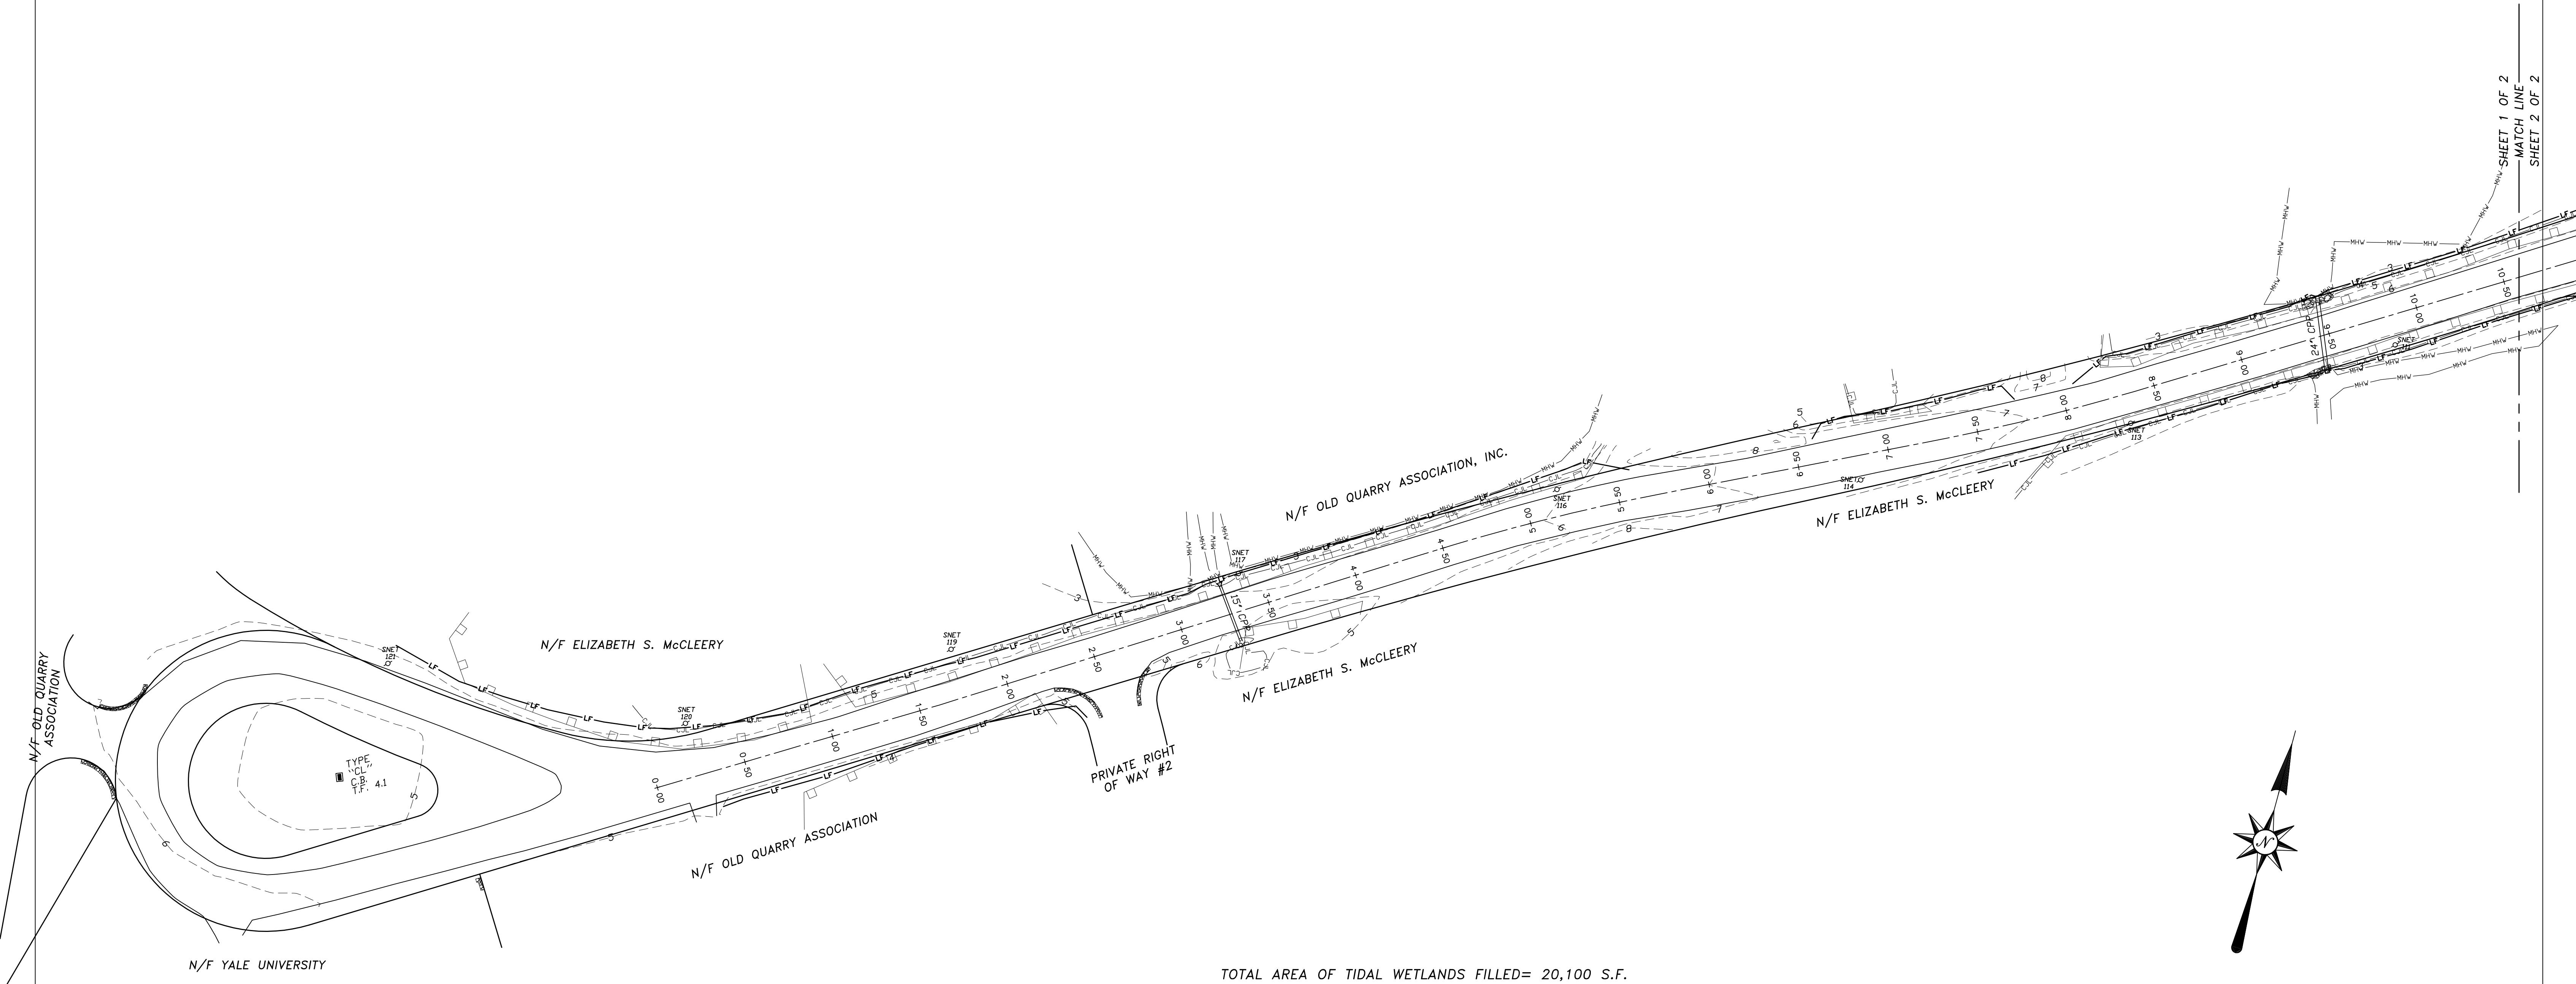 SHEET 1 OF 2
MATCH LINE
SHEET 2 OF 2
N/F OLD QUARRY ASSOCIATION, INC.
N/F ELIZABETH S. McCLEERY
N/F ELIZABETH S. McCLEERY
N/F ELIZABETH S. McCLEERY
N/F OLD QUARRY
ASSOCIATION
N/F OLD QUARRY ASSOCIATION
N/F YALE UNIVERSITY
PRIVATE RIGHT
OF WAY #2
TYPE
"CL"
C.B.
T.F. 4.1
SNET
121
SNET
120
SNET
119
SNET
117
SNET
116
SNET
114
SNET
113
15" CPP
24" CPP
0+00
0+50
1+00
1+50
2+00
2+50
3+00
3+50
4+00
4+50
5+00
5+50
6+00
6+50
7+00
7+50
8+00
8+50
9+00
9+50
10+00
10+50
MHW
LF
CJL
N
TOTAL AREA OF TIDAL WETLANDS FILLED= 20,100 S.F.